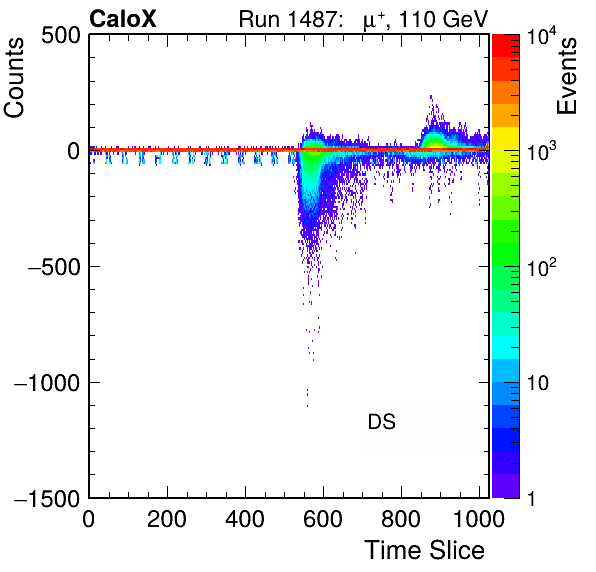 CaloX Run 1487: μ⁺, 110 GeV
Counts
Events
500
0
−500
−1000
−1500
0 200 400 600 800 1000
Time Slice
DS
10⁴
10³
10²
10
1